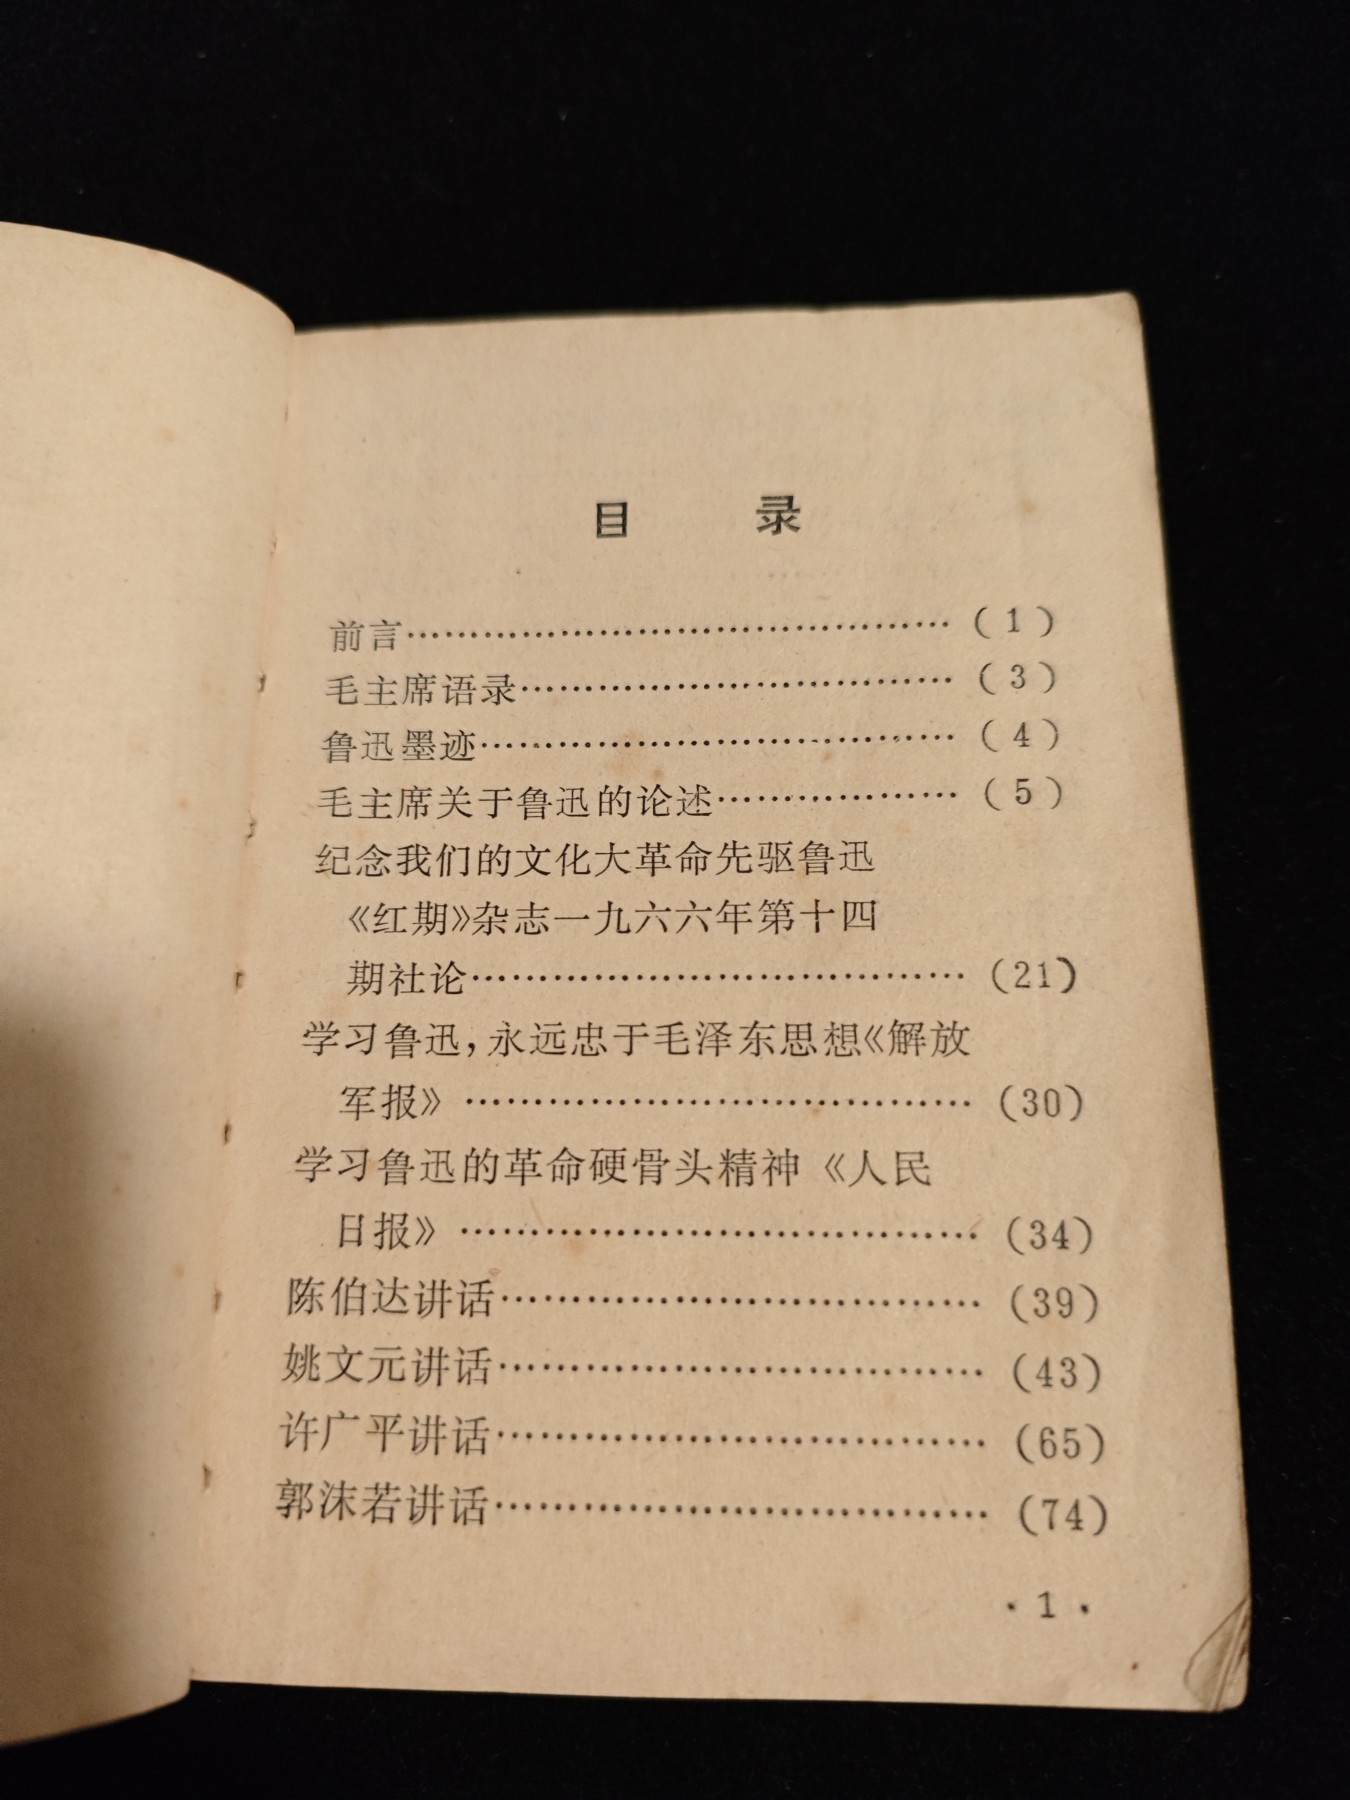 目 录
前言……………………………………（1）
毛主席语录……………………………（3）
鲁迅墨迹………………………………（4）
毛主席关于鲁迅的论述………………（5）
纪念我们的文化大革命先驱鲁迅
《红期》杂志一九六六年第十四
期社论…………………………………（21）
学习鲁迅，永远忠于毛泽东思想《解放
军报》…………………………………（30）
学习鲁迅的革命硬骨头精神《人民
日报》…………………………………（34）
陈伯达讲话……………………………（39）
姚文元讲话……………………………（43）
许广平讲话……………………………（65）
郭沫若讲话……………………………（74）
·1·